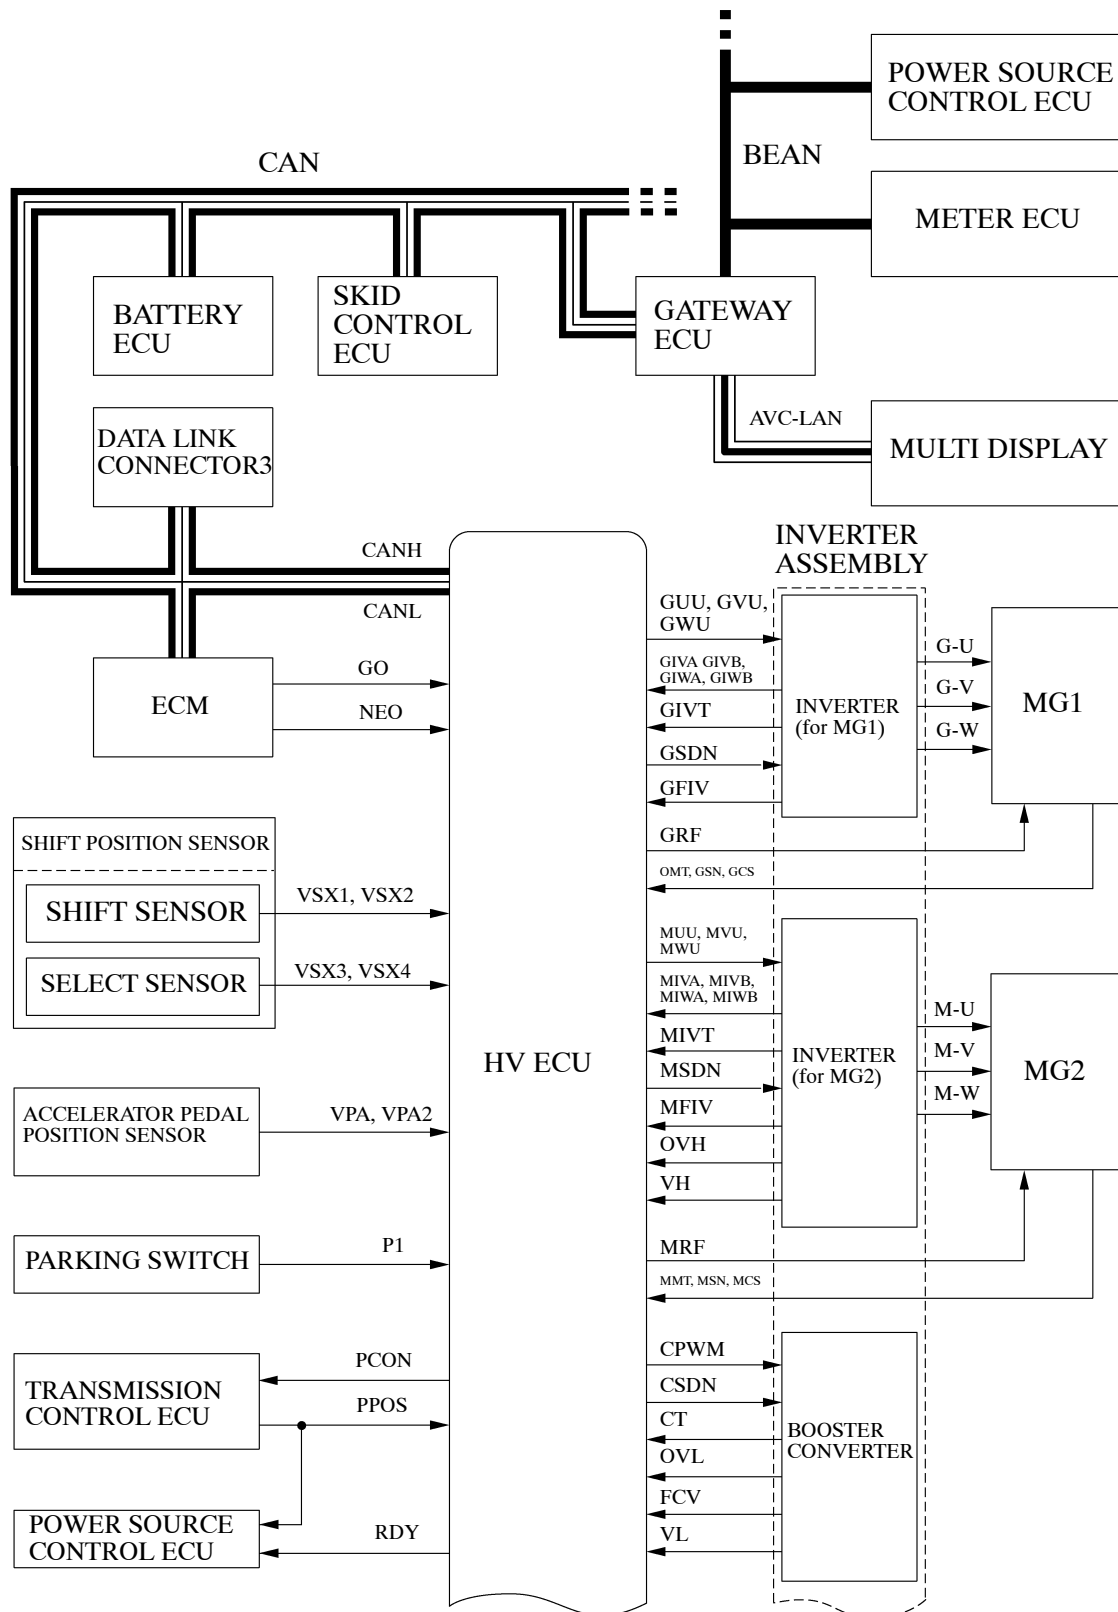 POWER SOURCE
CONTROL ECU
CAN
BEAN
METER ECU
BATTERY
ECU
SKID
CONTROL
ECU
GATEWAY
ECU
AVC-LAN
MULTI DISPLAY
DATA LINK
CONNECTOR3
CANH
CANL
INVERTER
ASSEMBLY
ECM
GO
NEO
GUU, GVU,
GWU
GIVA GIVB,
GIWA, GIWB
GIVT
GSDN
GFIV
GRF
OMT, GSN, GCS
INVERTER
(for MG1)
G-U
G-V
G-W
MG1
SHIFT POSITION SENSOR
SHIFT SENSOR
VSX1, VSX2
SELECT SENSOR
VSX3, VSX4
HV ECU
MUU, MVU,
MWU
MIVA, MIVB,
MIWA, MIWB
MIVT
MSDN
MFIV
OVH
VH
MRF
MMT, MSN, MCS
INVERTER
(for MG2)
M-U
M-V
M-W
MG2
ACCELERATOR PEDAL
POSITION SENSOR
VPA, VPA2
PARKING SWITCH
P1
TRANSMISSION
CONTROL ECU
PCON
PPOS
POWER SOURCE
CONTROL ECU
RDY
CPWM
CSDN
CT
OVL
FCV
VL
BOOSTER
CONVERTER